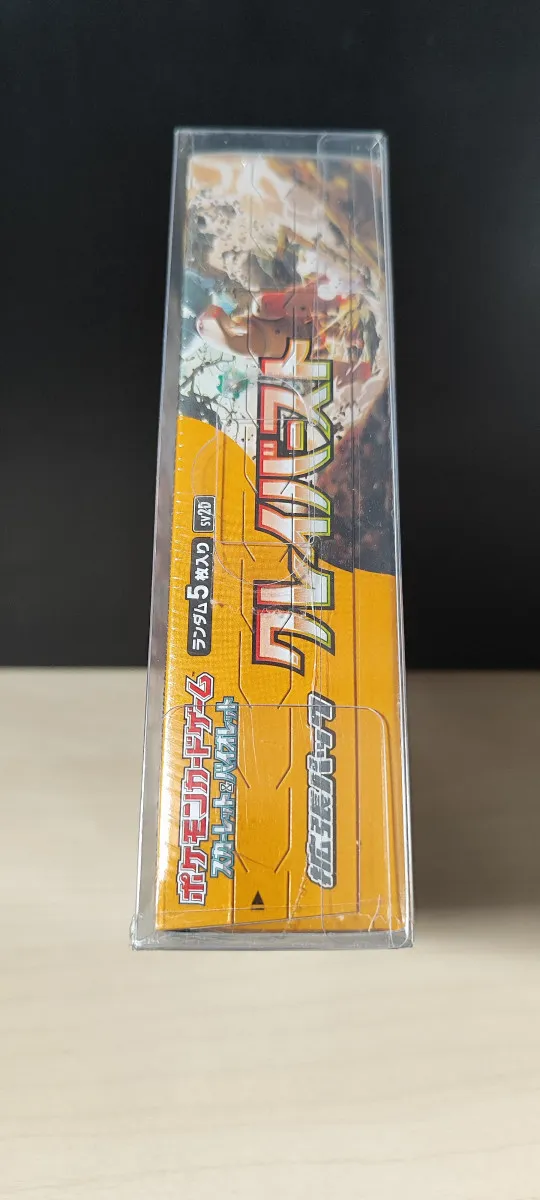 ポケモンカードゲーム
スカーレット&バイオレット
ランダム5枚入り
SV2D
拡張パック
クレイバースト